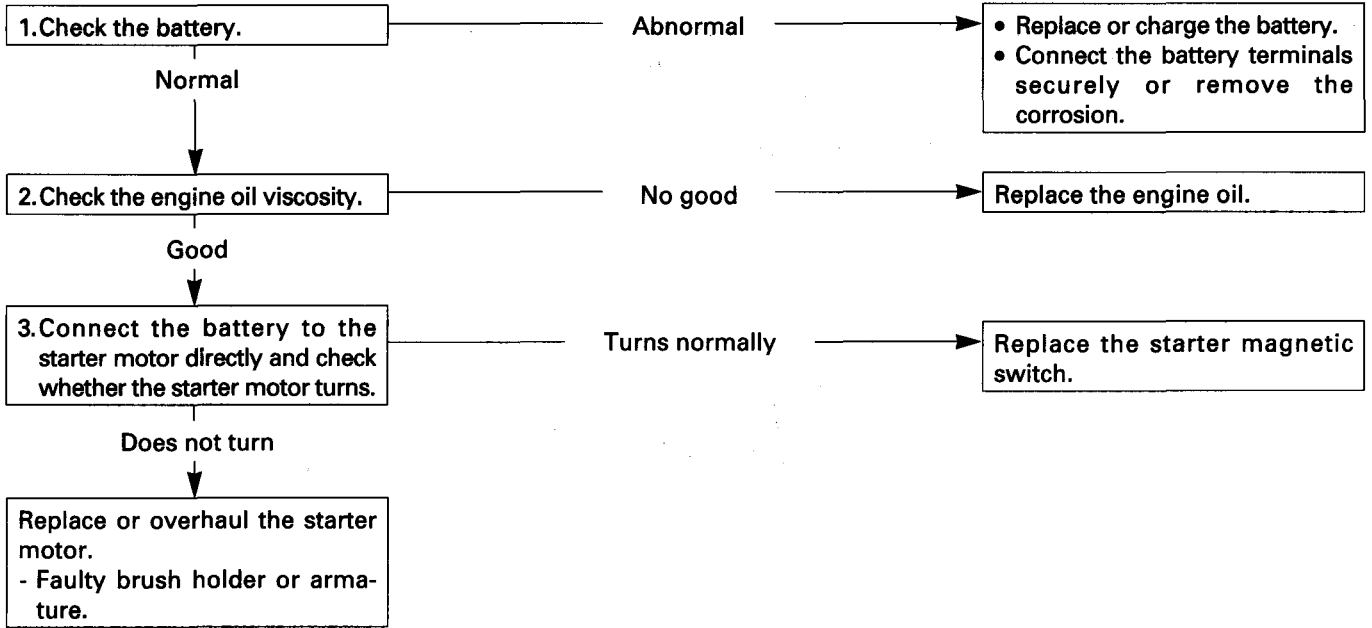 1.Check the battery.
Abnormal
• Replace or charge the battery.
• Connect the battery terminals
securely or remove the
corrosion.
Normal
2.Check the engine oil viscosity.
No good
Replace the engine oil.
Good
3.Connect the battery to the
starter motor directly and check
whether the starter motor turns.
Turns normally
Replace the starter magnetic
switch.
Does not turn
Replace or overhaul the starter
motor.
- Faulty brush holder or arma-
ture.